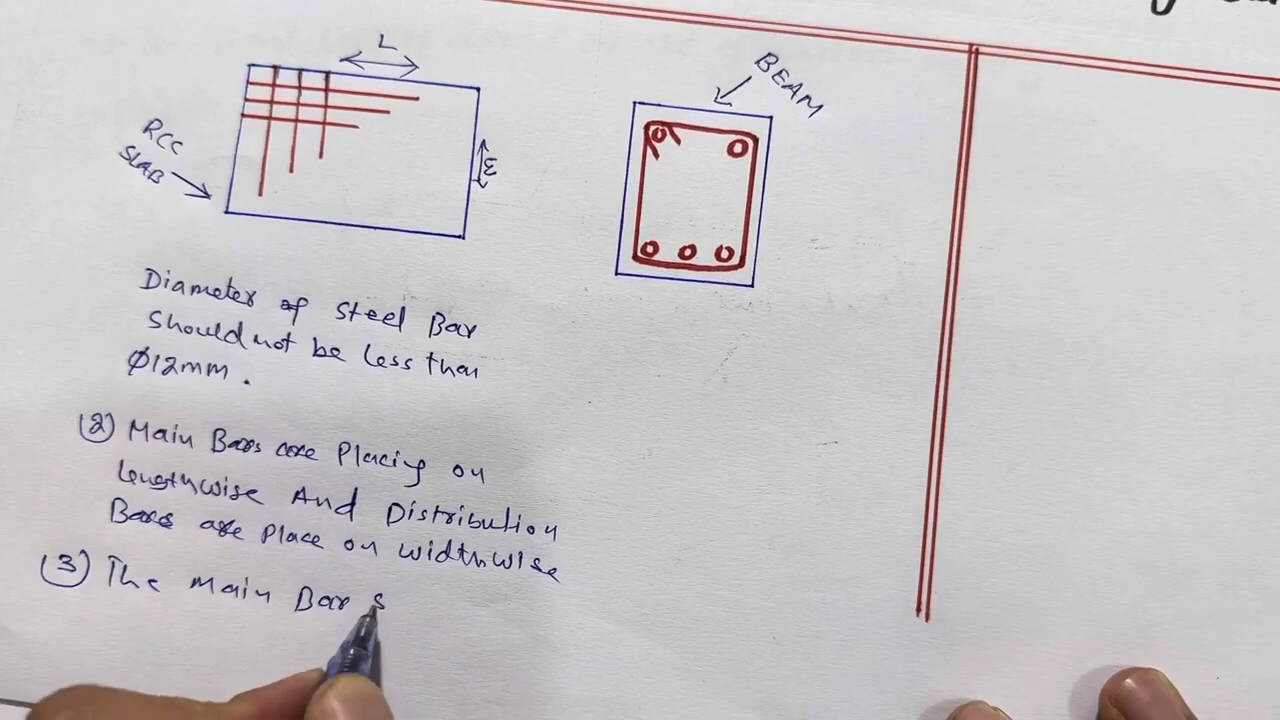 L
RCC
SLAB
BEAM
Diameter of Steel Bar
Should not be less than
Φ12mm.
(2) Main Bars are Placing on
lengthwise And Distribution
Bars are place on widthwise
(3) The Main Bar s